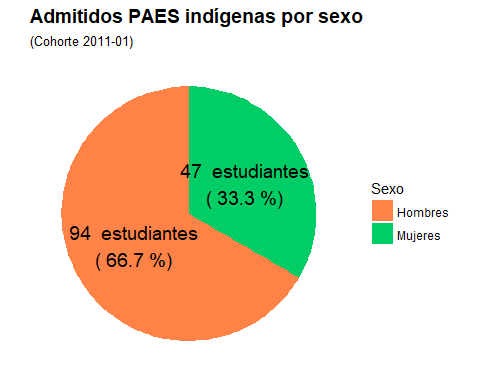 Admitidos PAES indígenas por sexo
(Cohorte 2011-01)
47 estudiantes
( 33.3 %)
94 estudiantes
( 66.7 %)
Sexo
Hombres
Mujeres